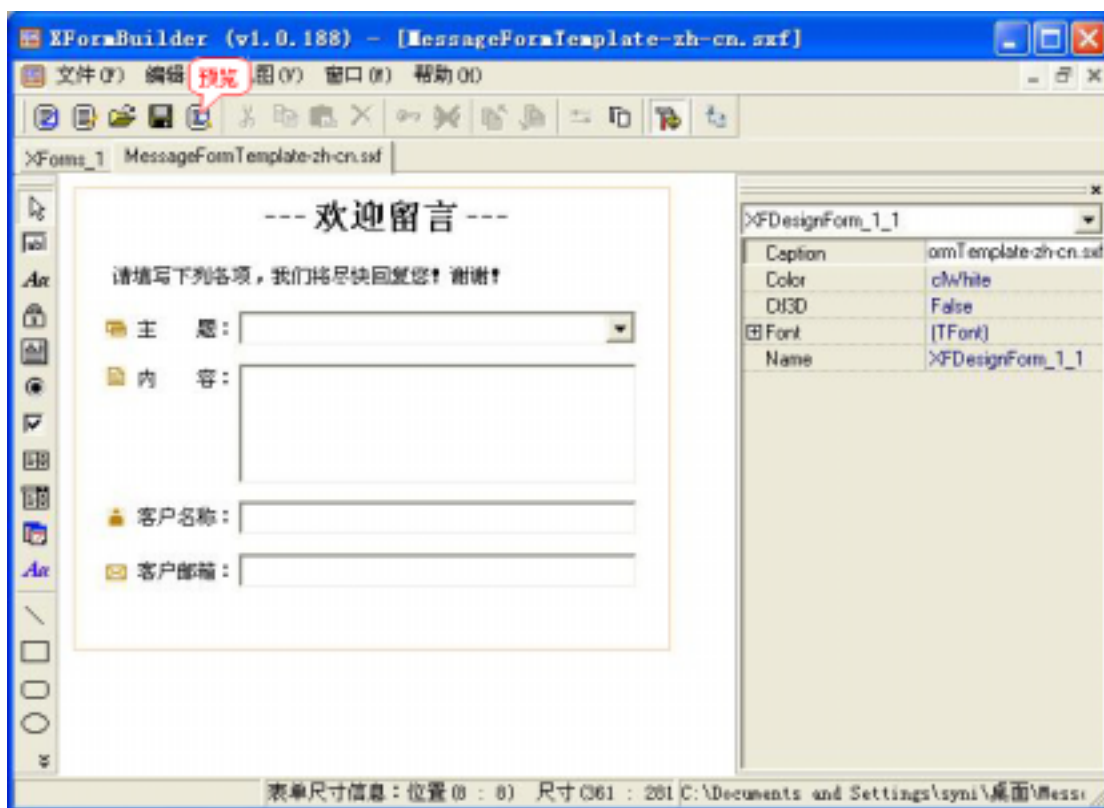 XFormBuilder (v1.0.188) - [MessageFormTemplate-zh-cn.sxf]
文件(F) 编辑 预览 图(V) 窗口(W) 帮助(H)
XForms_1 MessageFormTemplate-zh-cn.sxf
--- 欢迎留言 ---
请填写下列各项，我们将尽快回复您！谢谢！
主 题：
内 容：
客户名称：
客户邮箱：
XFDesignForm_1_1
Caption ormTemplate-zh-cn.sxf
Color clWhite
Ctl3D False
Font (TFont)
Name XFDesignForm_1_1
表单尺寸信息：位置(8 : 8) 尺寸(361 : 281 C:\Documents and Settings\syni\桌面\Mess